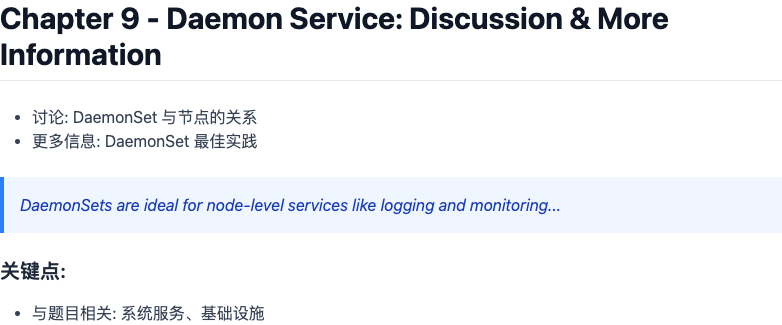 Chapter 9 - Daemon Service: Discussion & More
Information
• 讨论: DaemonSet 与节点的关系
• 更多信息: DaemonSet 最佳实践
DaemonSets are ideal for node-level services like logging and monitoring...
关键点:
• 与题目相关: 系统服务、基础设施